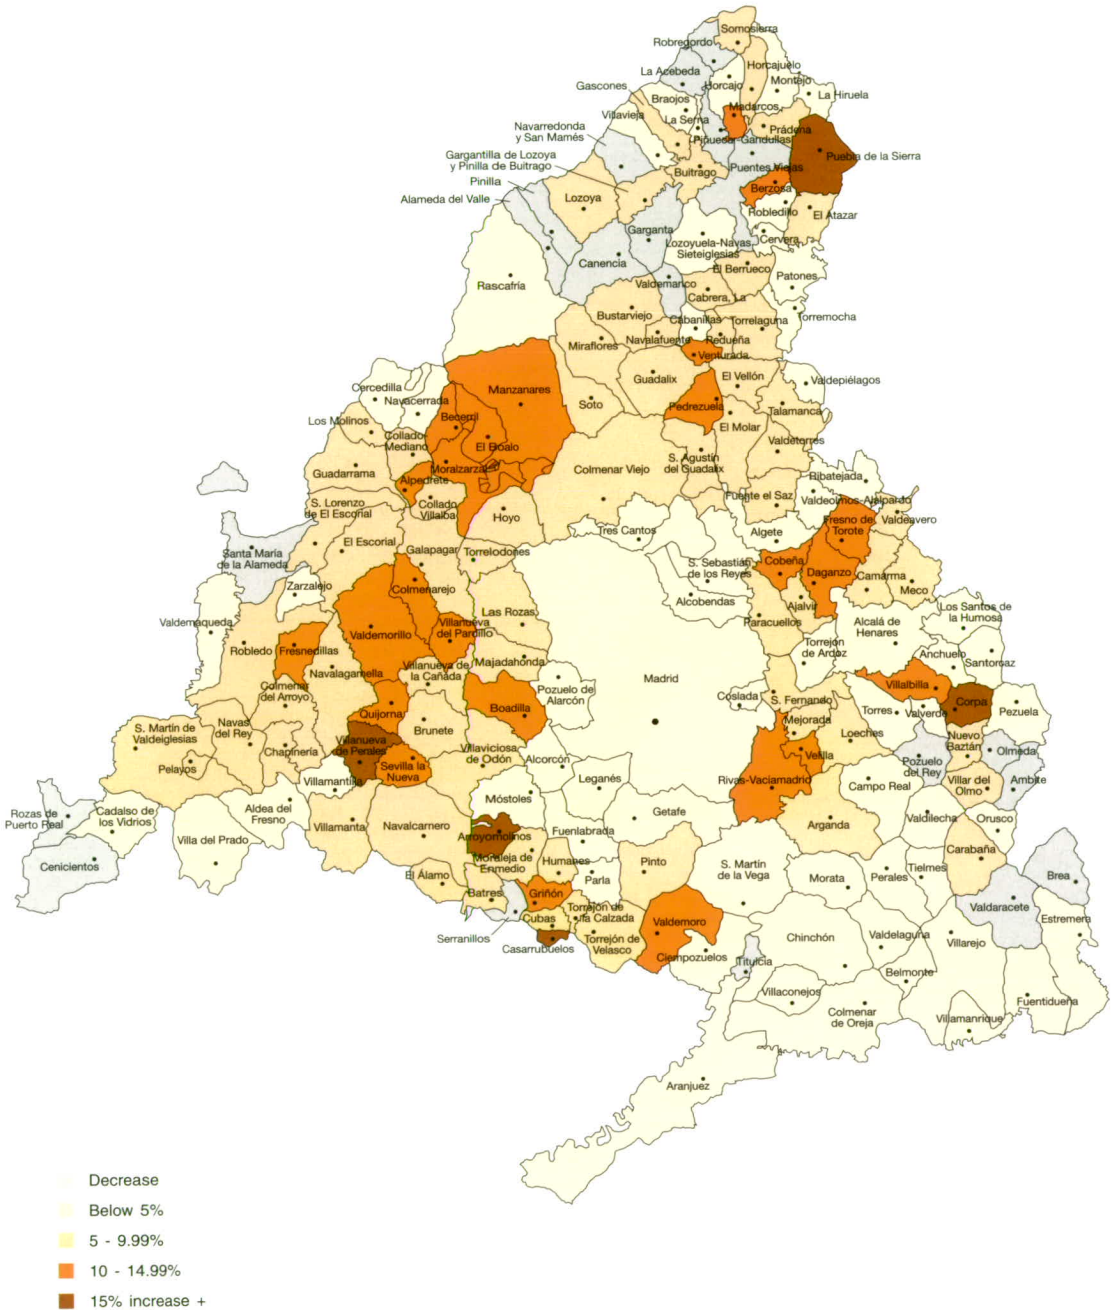 Somosierra
Robregordo
Horcajuelo
La Acebeda
Montejo
Horcajo
La Hiruela
Gascones
Braojos
Madarcos
Villavieja
La Serna
Prádena
Navarredonda
y San Mamés
Piñuécar-Gandullas
Gargantilla de Lozoya
y Pinilla de Buitrago
Puebla de la Sierra
Puentes Viejas
Buitrago
Pinilla
Berzosa
Alameda del Valle
Lozoya
Robledillo
El Atazar
Garganta
Cervera
Lozoyuela-Navas
Sieteiglesias
Canencia
El Berrueco
Patones
Rascafría
Valdemanco
Cabrera, La
Bustarviejo
Cabanillas
Torrelaguna
Torremocha
Miraflores
Navalafuente
Redueña
Venturada
Guadalix
El Vellón
Valdepiélagos
Cercedilla
Manzanares
Navacerrada
Soto
Pedrezuela
Talamanca
Los Molinos
Becerril
El Molar
Collado-
Mediano
El Boalo
Valdetorres
Guadarrama
Moralzarzal
Colmenar Viejo
S. Agustín
del Guadalix
Alpedrete
Ribatejada
Collado
Villalba
Fuente el Saz
Valdeolmos-Alalpardo
S. Lorenzo
de El Escorial
Hoyo
Fresno de
Torote
Valdeavero
Tres Cantos
Algete
El Escorial
Galapagar
Torrelodones
Santa María
de la Alameda
S. Sebastián
de los Reyes
Cobeña
Daganzo
Camarma
Zarzalejo
Colmenarejo
Meco
Alcobendas
Ajalvir
Las Rozas
Los Santos de
la Humosa
Valdemaqueda
Villanueva
del Pardillo
Paracuellos
Alcalá de
Henares
Valdemorillo
Robledo
Fresnedillas
Torrejón
de Ardoz
Anchuelo
Santorcaz
Majadahonda
Navalagamella
Villanueva de
la Cañada
Madrid
Villalbilla
Colmenar
del Arroyo
Pozuelo de
Alarcón
Coslada
S. Fernando
Corpa
Boadilla
Torres
Valverde
Pezuela
Quijorna
Mejorada
S. Martín de
Valdeiglesias
Navas
del Rey
Brunete
Loeches
Nuevo
Baztán
Villanueva
de Perales
Chapinería
Villaviciosa
de Odón
Velilla
Olmeda
Pozuelo
del Rey
Pelayos
Sevilla la
Nueva
Alcorcón
Rivas-Vaciamadrid
Villamantilla
Leganés
Campo Real
Villar del
Olmo
Ambite
Móstoles
Rozas de
Puerto Real
Cadalso de
los Vidrios
Aldea del
Fresno
Getafe
Valdilecha
Orusco
Villamanta
Navalcarnero
Arganda
Villa del Prado
Arroyomolinos
Fuenlabrada
Carabaña
Moraleja de
Enmedio
Humanes
Pinto
S. Martín
de la Vega
Cenicientos
El Álamo
Parla
Morata
Perales
Tielmes
Brea
Batres
Griñón
Valdaracete
Cubas
Torrejón de
la Calzada
Valdemoro
Estremera
Serranillos
Casarrubuelos
Torrejón de
Velasco
Chinchón
Valdelaguna
Villarejo
Ciempozuelos
Titulcia
Belmonte
Villaconejos
Fuentidueña
Colmenar
de Oreja
Villamanrique
Aranjuez
Decrease
Below 5%
5 - 9.99%
10 - 14.99%
15% increase +